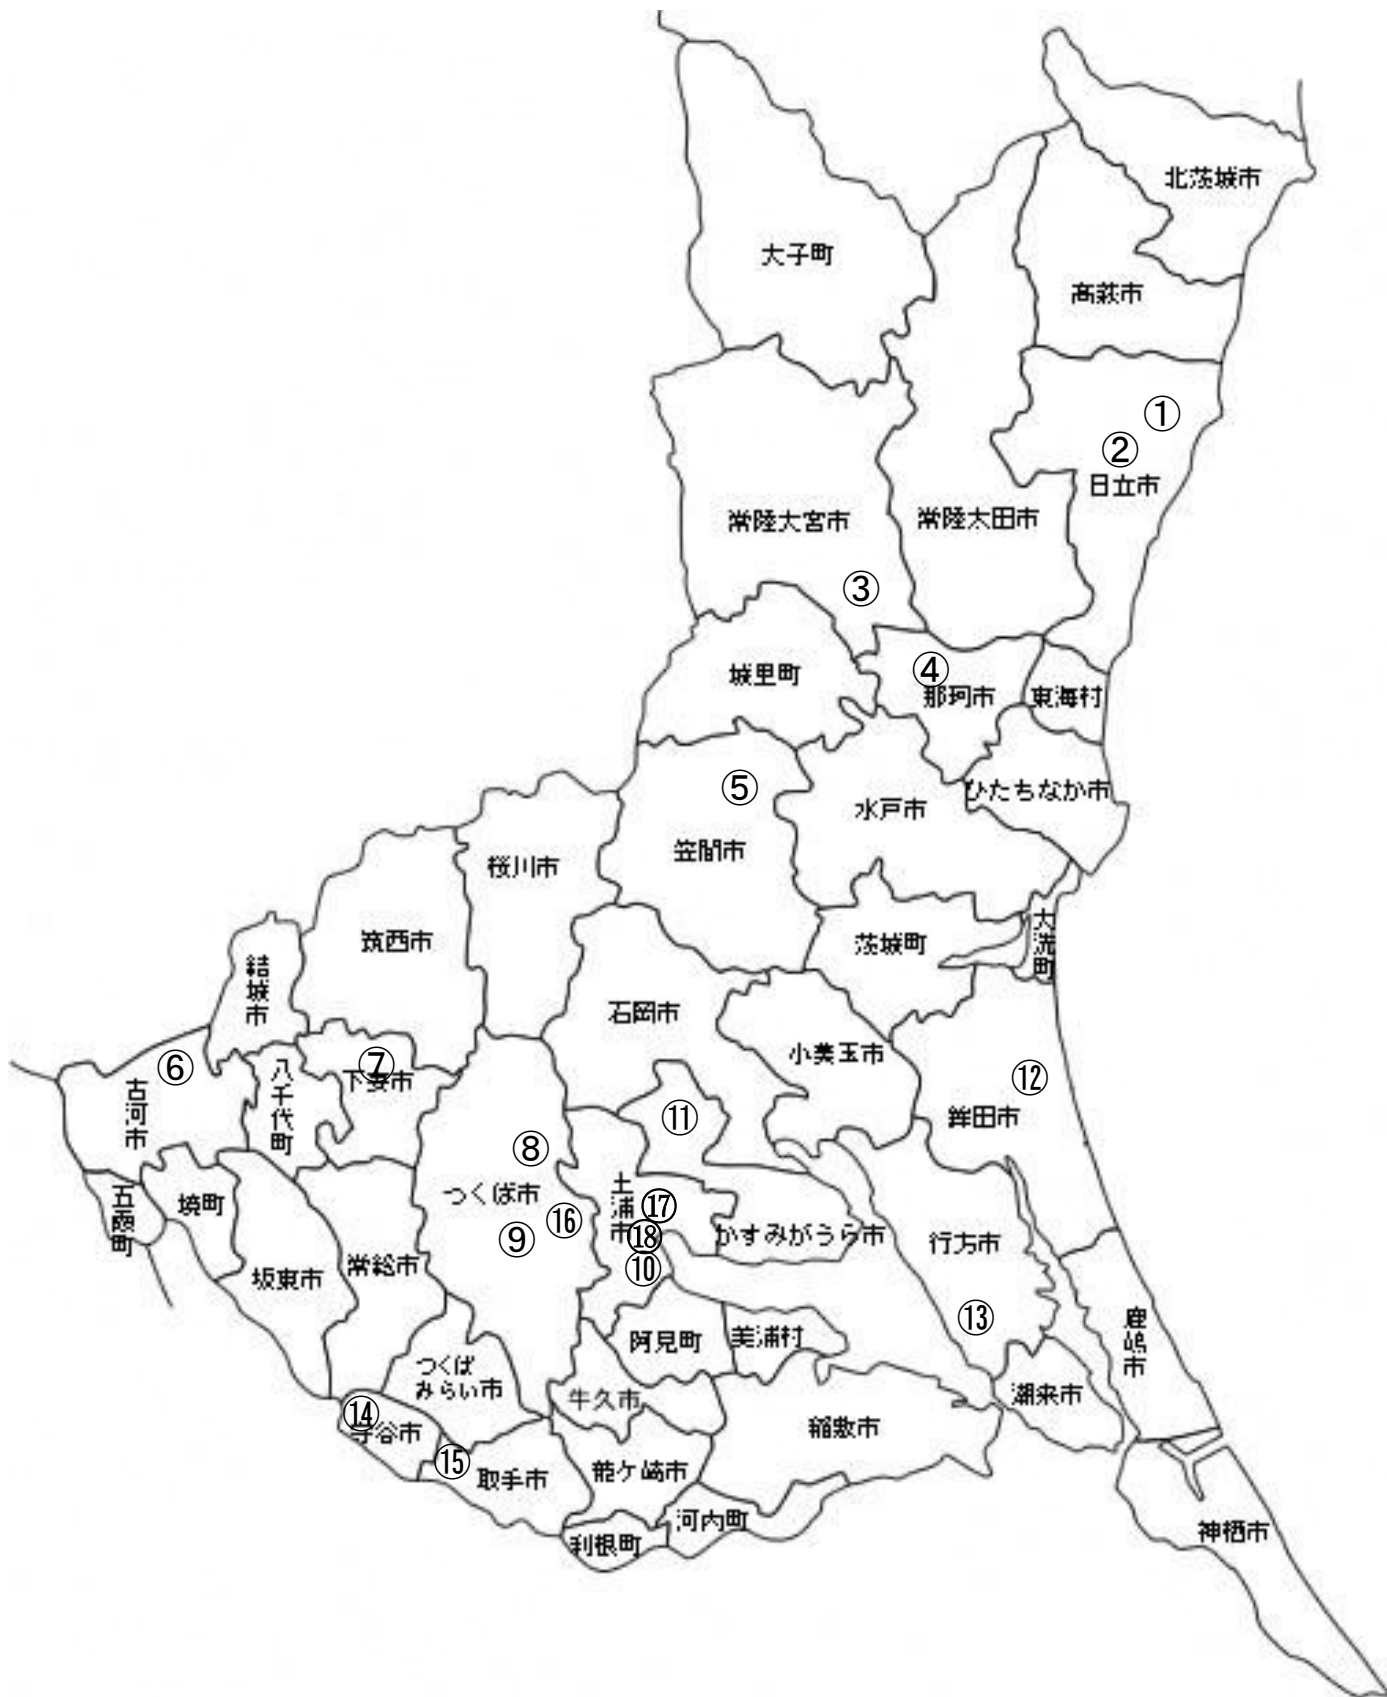 北茨城市
大子町
高萩市
①
②
日立市
常陸大宮市
常陸太田市
③
城里町
④
那珂市
東海村
⑤
ひたちなか市
水戸市
笠間市
桜川市
筑西市
茨城町
大洗町
結城市
石岡市
小美玉市
⑥
⑦
下妻市
古河市
八千代町
⑫
鉾田市
⑪
⑧
つくば市
⑯
⑨
土浦市
⑰
⑱
⑩
かすみがうら市
行方市
五霞町
境町
坂東市
常総市
⑬
鹿嶋市
阿見町
美浦村
つくば
みらい市
牛久市
潮来市
⑭
守谷市
⑮
取手市
龍ケ崎市
稲敷市
河内町
利根町
神栖市